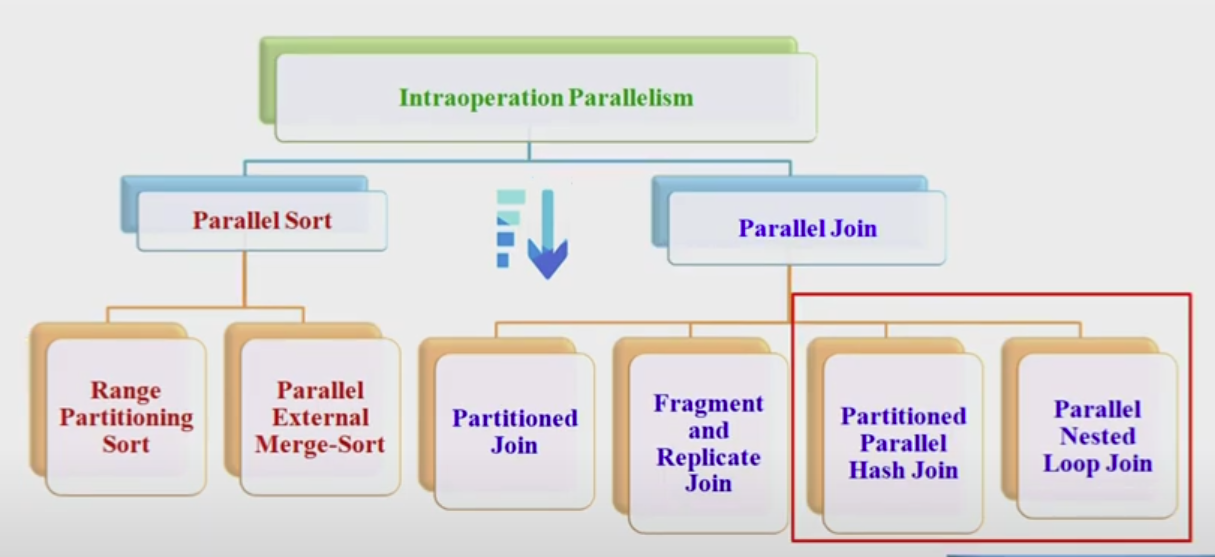 Intraoperation Parallelism
Parallel Sort
Parallel Join
Range
Partitioning
Sort
Parallel
External
Merge-Sort
Partitioned
Join
Fragment
and
Replicate
Join
Partitioned
Parallel
Hash Join
Parallel
Nested
Loop Join